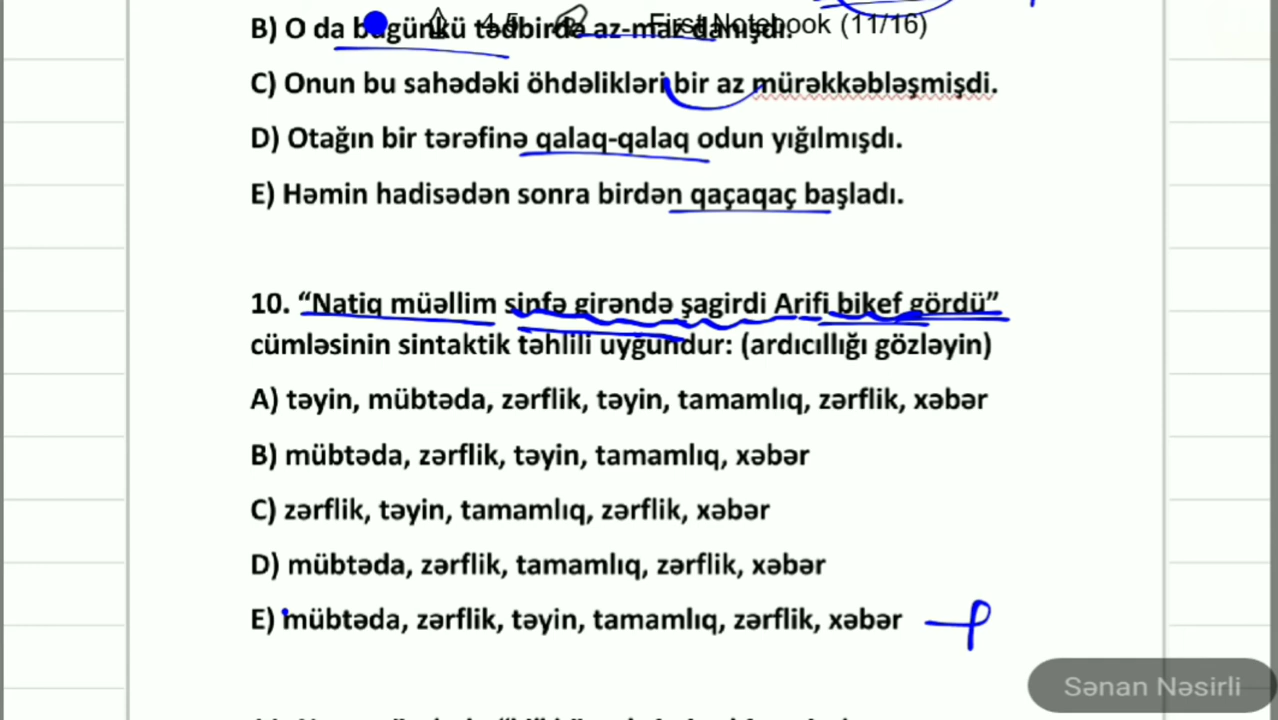 4.5 First Notebook (11/16)
B) O da bugünkü tədbirdə az-maz danışdı.
C) Onun bu sahədəki öhdəlikləri bir az mürəkkəbləşmişdi.
D) Otağın bir tərəfinə qalaq-qalaq odun yığılmışdı.
E) Həmin hadisədən sonra birdən qaçaqaç başladı.
10. “Natiq müəllim sinfə girəndə şagirdi Arifi bikef gördü”
cümləsinin sintaktik təhlili uyğundur: (ardıcıllığı gözləyin)
A) təyin, mübtəda, zərflik, təyin, tamamlıq, zərflik, xəbər
B) mübtəda, zərflik, təyin, tamamlıq, xəbər
C) zərflik, təyin, tamamlıq, zərflik, xəbər
D) mübtəda, zərflik, tamamlıq, zərflik, xəbər
E) mübtəda, zərflik, təyin, tamamlıq, zərflik, xəbər
Sənan Nəsirli